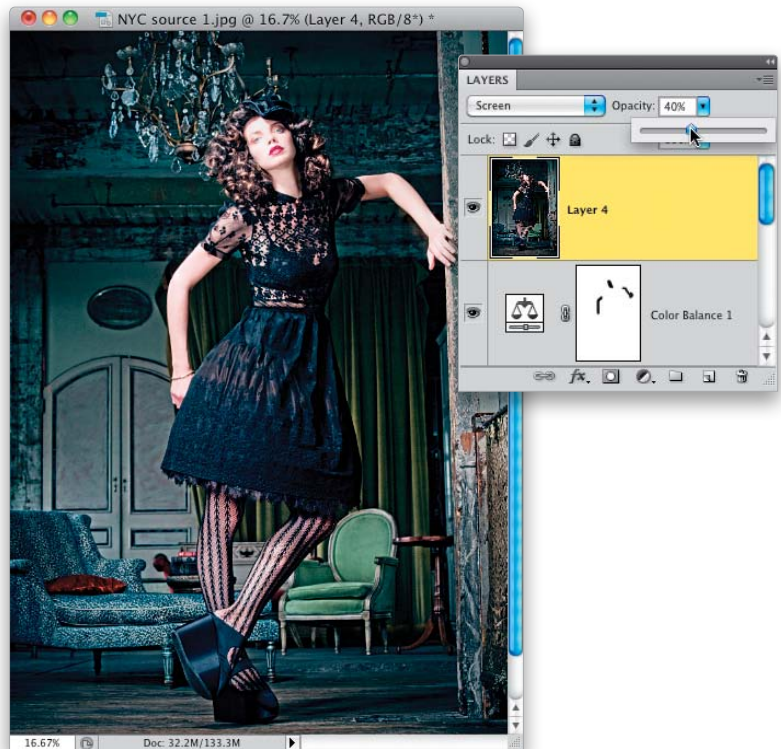 NYC source 1.jpg @ 16.7% (Layer 4, RGB/8*) *
LAYERS
Screen
Opacity: 40%
Lock:
Layer 4
Color Balance 1
fx.
16.67%
Doc: 32.2M/133.3M